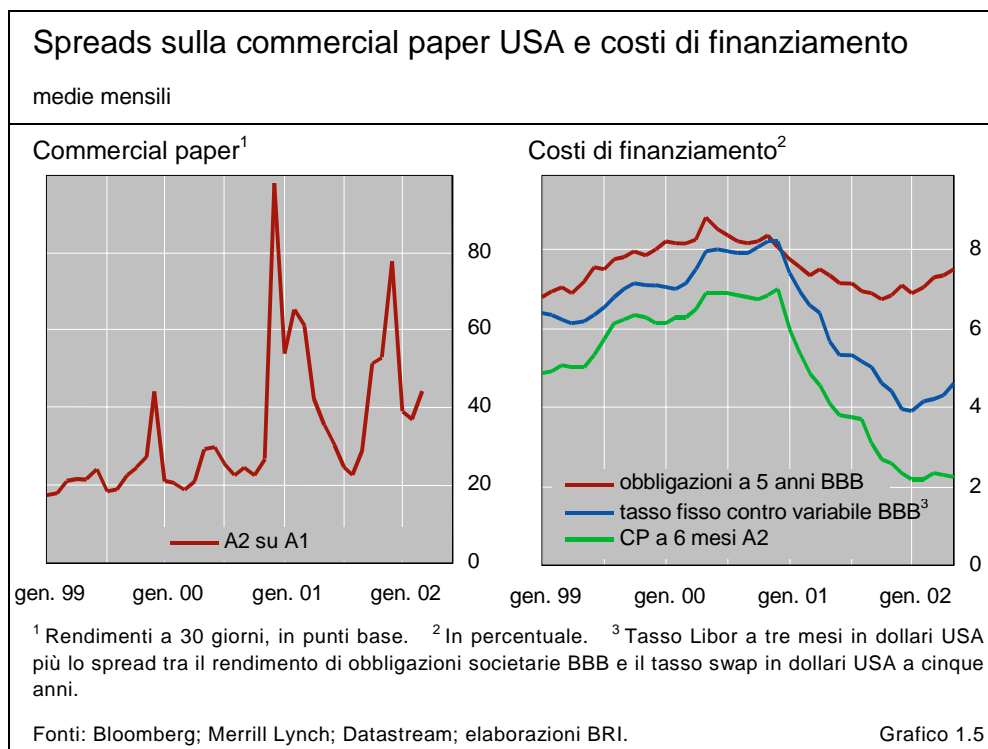 Spreads sulla commercial paper USA e costi di finanziamento
medie mensili
Commercial paper¹
80
60
40
20
0
A2 su A1
gen. 99 gen. 00 gen. 01 gen. 02
Costi di finanziamento²
8
6
4
2
0
obbligazioni a 5 anni BBB
tasso fisso contro variabile BBB³
CP a 6 mesi A2
gen. 99 gen. 00 gen. 01 gen. 02
¹ Rendimenti a 30 giorni, in punti base. ² In percentuale. ³ Tasso Libor a tre mesi in dollari USA
più lo spread tra il rendimento di obbligazioni societarie BBB e il tasso swap in dollari USA a cinque
anni.
Fonti: Bloomberg; Merrill Lynch; Datastream; elaborazioni BRI. Grafico 1.5